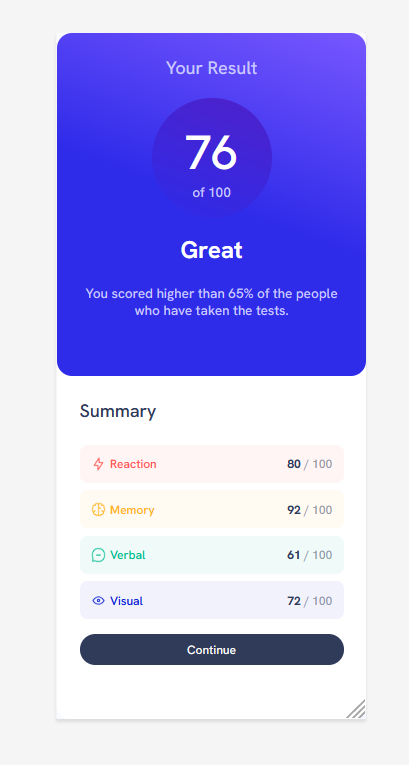 Your Result
76
of 100
Great
You scored higher than 65% of the people
who have taken the tests.
Summary
Reaction 80 / 100
Memory 92 / 100
Verbal 61 / 100
Visual 72 / 100
Continue